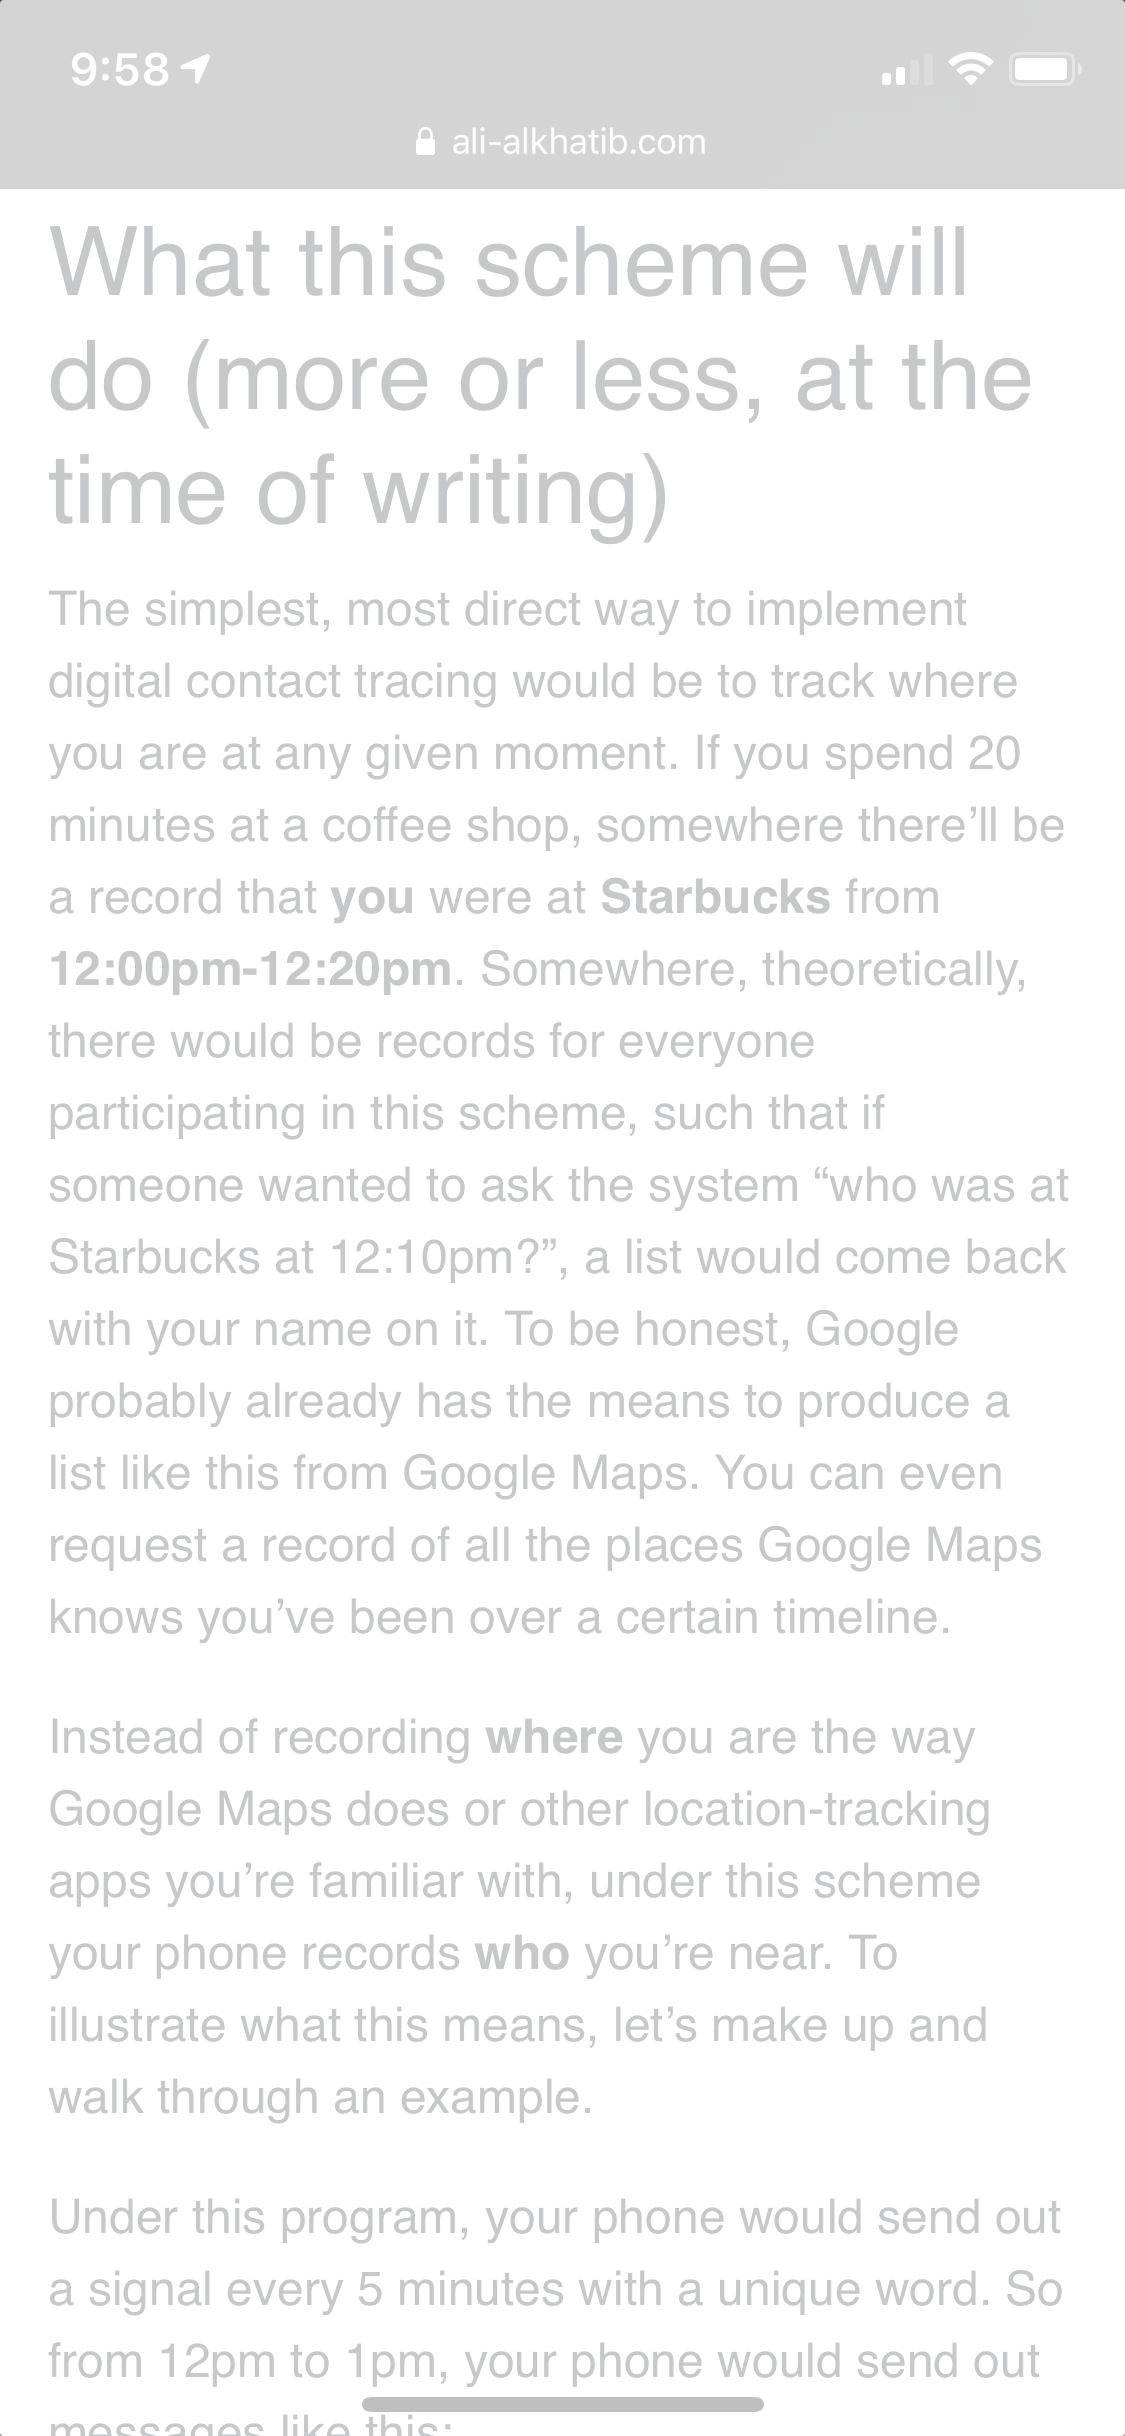 9:58
ali-alkhatib.com
What this scheme will
do (more or less, at the
time of writing)
The simplest, most direct way to implement
digital contact tracing would be to track where
you are at any given moment. If you spend 20
minutes at a coffee shop, somewhere there’ll be
a record that you were at Starbucks from
12:00pm-12:20pm. Somewhere, theoretically,
there would be records for everyone
participating in this scheme, such that if
someone wanted to ask the system “who was at
Starbucks at 12:10pm?”, a list would come back
with your name on it. To be honest, Google
probably already has the means to produce a
list like this from Google Maps. You can even
request a record of all the places Google Maps
knows you’ve been over a certain timeline.
Instead of recording where you are the way
Google Maps does or other location-tracking
apps you’re familiar with, under this scheme
your phone records who you’re near. To
illustrate what this means, let’s make up and
walk through an example.
Under this program, your phone would send out
a signal every 5 minutes with a unique word. So
from 12pm to 1pm, your phone would send out
messages like this: